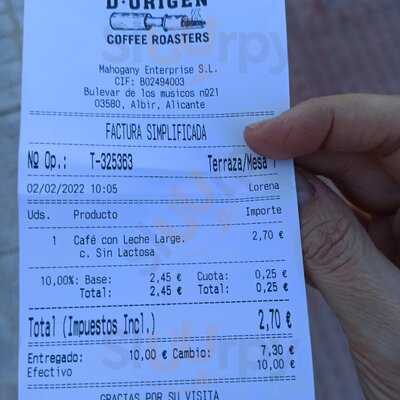 D·ORIGEN
COFFEE ROASTERS
Mahogany Enterprise S.L.
CIF: B02494003
Bulevar de los musicos nº21
03580, Albir, Alicante
FACTURA SIMPLIFICADA
Nº Op.: T-325363 Terraza/Mesa
02/02/2022 10:05 Lorena
Uds. Producto Importe
1 Café con Leche Large. 2,70 €
c. Sin Lactosa
10,00%: Base: 2,45 € Cuota: 0,25 €
Total: 2,45 € Total: 0,25 €
Total (Impuestos Incl.) 2,70 €
Entregado: 10,00 € Cambio: 7,30 €
Efectivo 10,00 €
GRACIAS POR SU VISITA